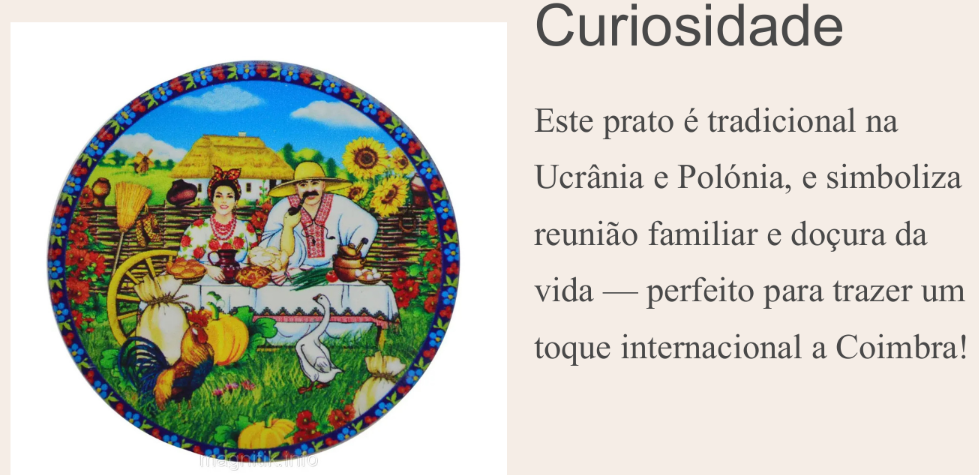 Curiosidade
Este prato é tradicional na
Ucrânia e Polónia, e simboliza
reunião familiar e doçura da
vida — perfeito para trazer um
toque internacional a Coimbra!